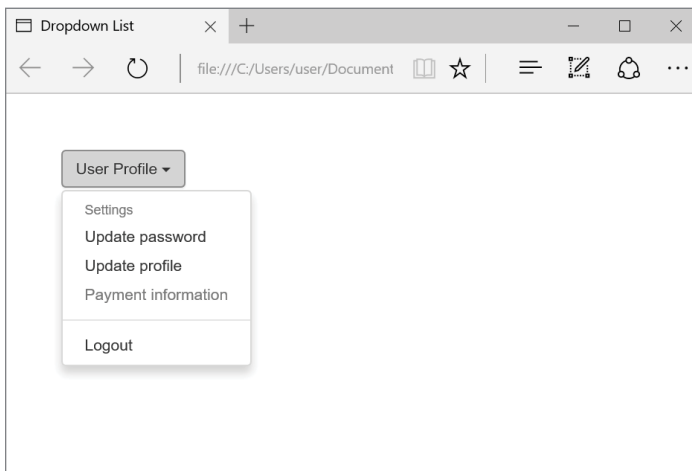 Dropdown List
file:///C:/Users/user/Document
User Profile
Settings
Update password
Update profile
Payment information
Logout